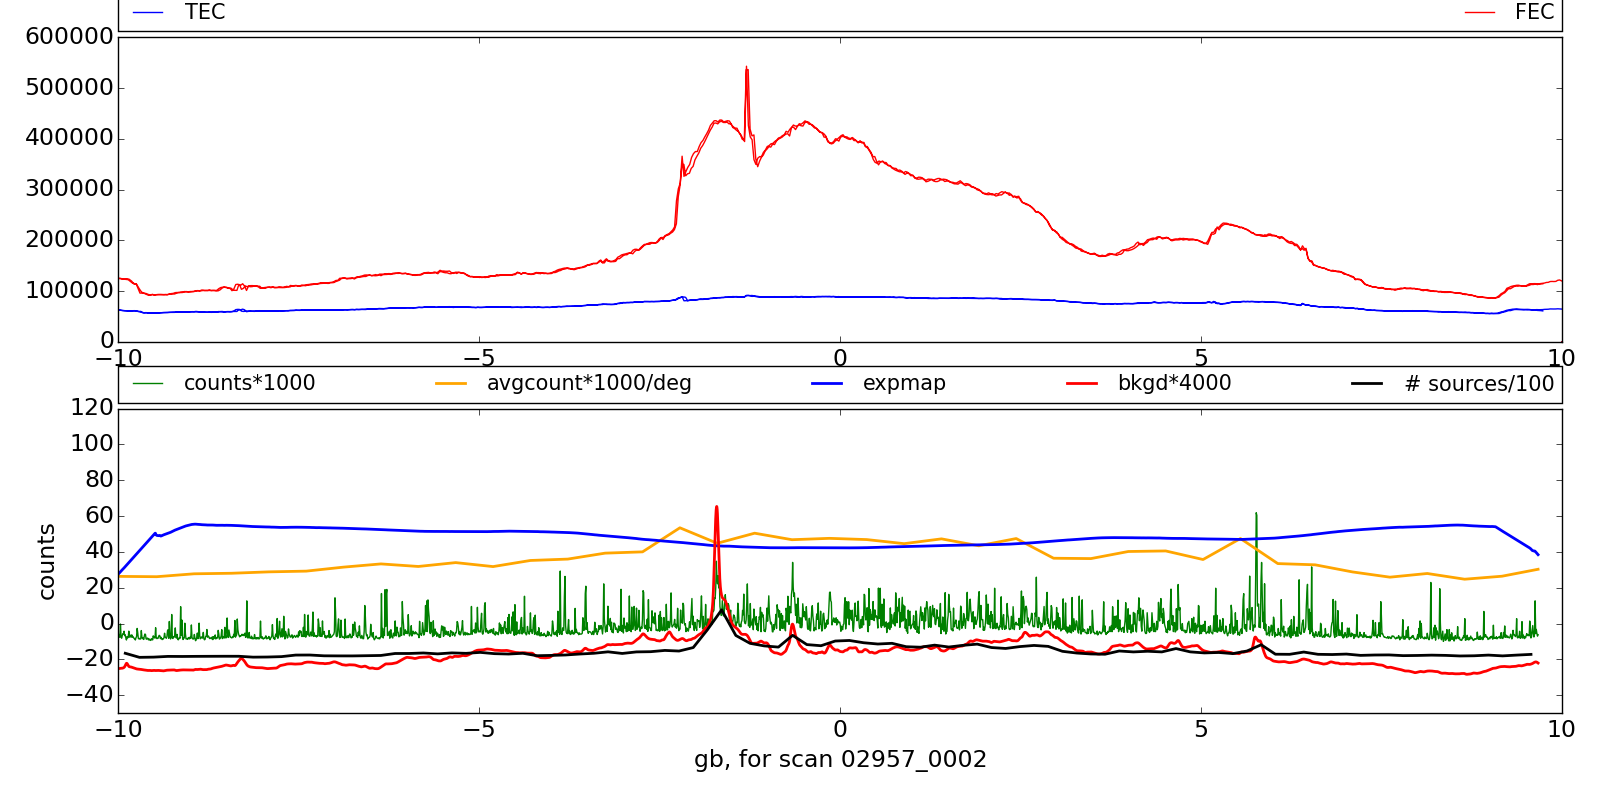 TEC FEC
600000
500000
400000
300000
200000
100000
0
−10 −5 0 5 10
counts*1000 avgcount*1000/deg expmap bkgd*4000 # sources/100
120
100
80
60
40
20
0
−20
−40
counts
−10 −5 0 5 10
gb, for scan 02957_0002